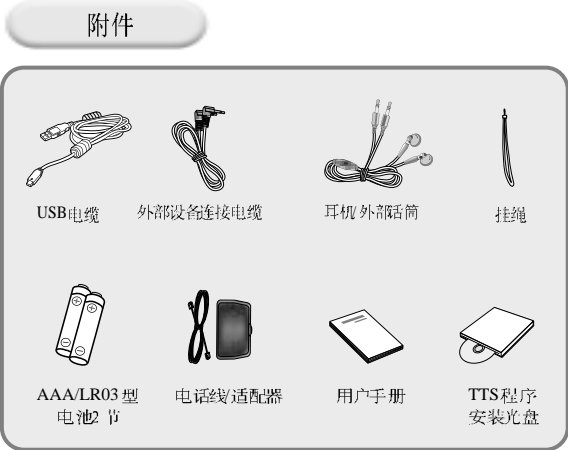 附件
USB电缆
外部设备连接电缆
耳机/外部话筒
挂绳
AAA/LR03 型
电池2 节
电话线/适配器
用户手册
TTS程序
安装光盘